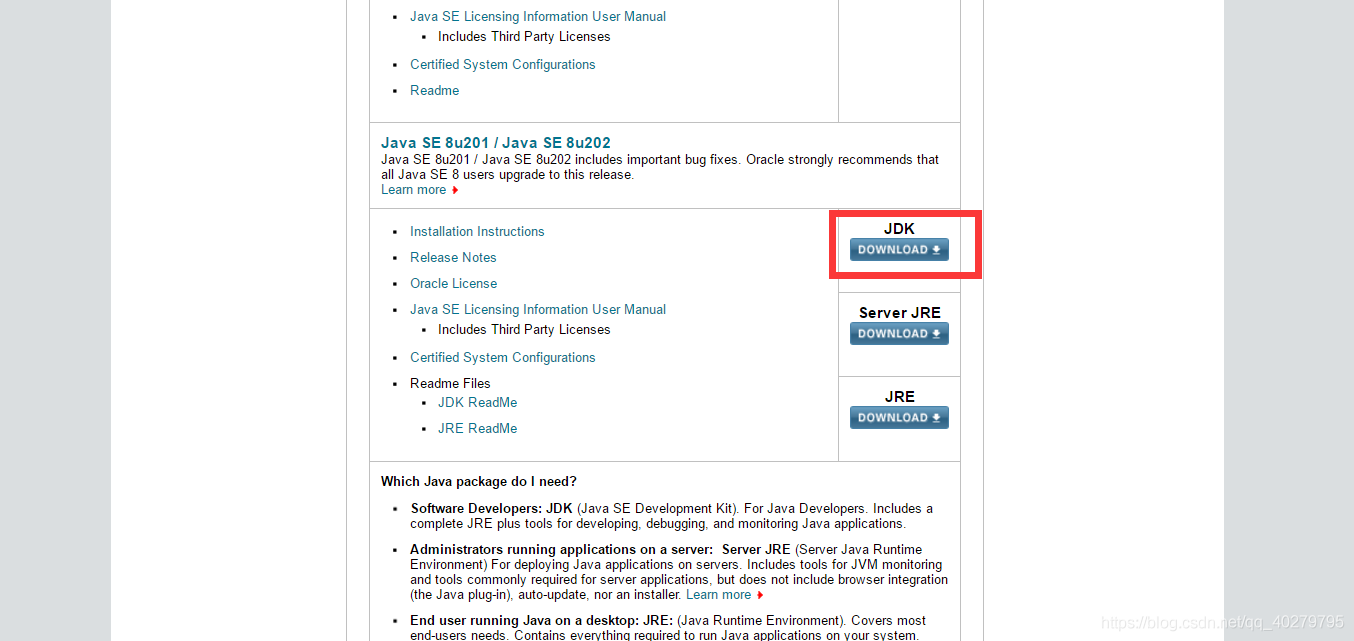 Java SE Licensing Information User Manual
Includes Third Party Licenses
Certified System Configurations
Readme
Java SE 8u201 / Java SE 8u202
Java SE 8u201 / Java SE 8u202 includes important bug fixes. Oracle strongly recommends that
all Java SE 8 users upgrade to this release.
Learn more
Installation Instructions
Release Notes
Oracle License
Java SE Licensing Information User Manual
Includes Third Party Licenses
Certified System Configurations
Readme Files
JDK ReadMe
JRE ReadMe
JDK
DOWNLOAD
Server JRE
DOWNLOAD
JRE
DOWNLOAD
Which Java package do I need?
Software Developers: JDK (Java SE Development Kit). For Java Developers. Includes a
complete JRE plus tools for developing, debugging, and monitoring Java applications.
Administrators running applications on a server: Server JRE (Server Java Runtime
Environment) For deploying Java applications on servers. Includes tools for JVM monitoring
and tools commonly required for server applications, but does not include browser integration
(the Java plug-in), auto-update, nor an installer. Learn more
End user running Java on a desktop: JRE: (Java Runtime Environment). Covers most
end-users needs. Contains everything required to run Java applications on your system.
https://blog.csdn.net/qq_40279795